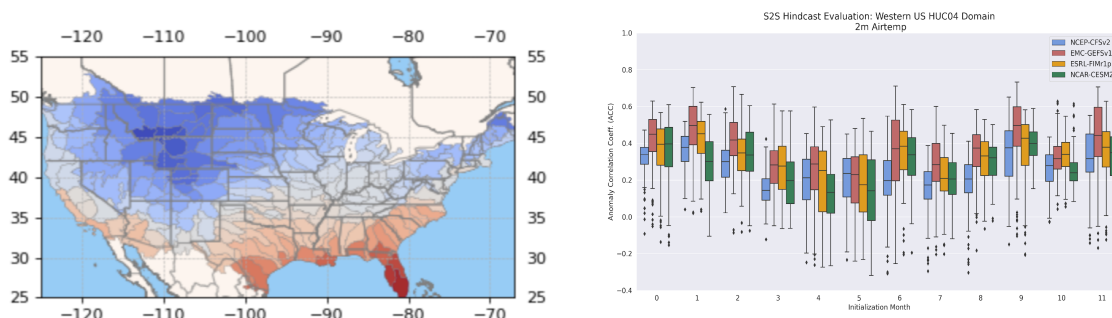 −120 −110 −100 −90 −80 −70
55 55
50 50
45 45
40 40
35 35
30 30
25 25
−120 −110 −100 −90 −80 −70
S2S Hindcast Evaluation: Western US HUC04 Domain
2m Airtemp
Anomaly Correlation Coeff. (ACC)
1.0
0.8
0.6
0.4
0.2
0.0
−0.2
−0.4
NCEP-CFSv2
EMC-GEFSv1
ESRL-FIMr1p
NCAR-CESM2
0 1 2 3 4 5 6 7 8 9 10 11
Initialization Month